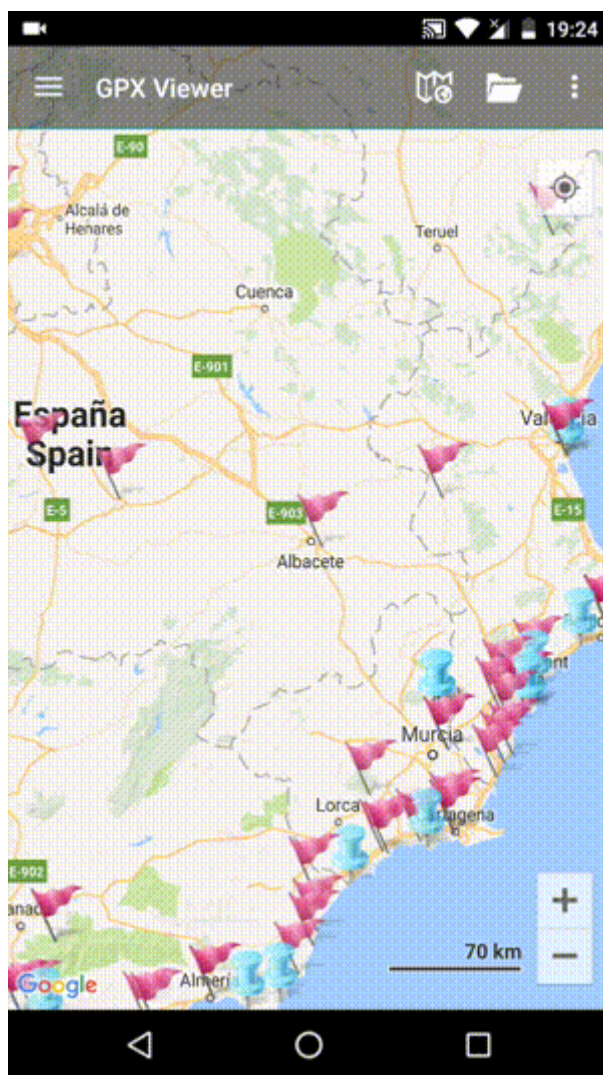 19:24
GPX Viewer
E-90
Alcalá de
Henares
Teruel
Cuenca
E-901
España
Spain
E-5
E-903
E-15
Albacete
Murcia
Lorca
E-902
70 km
Google